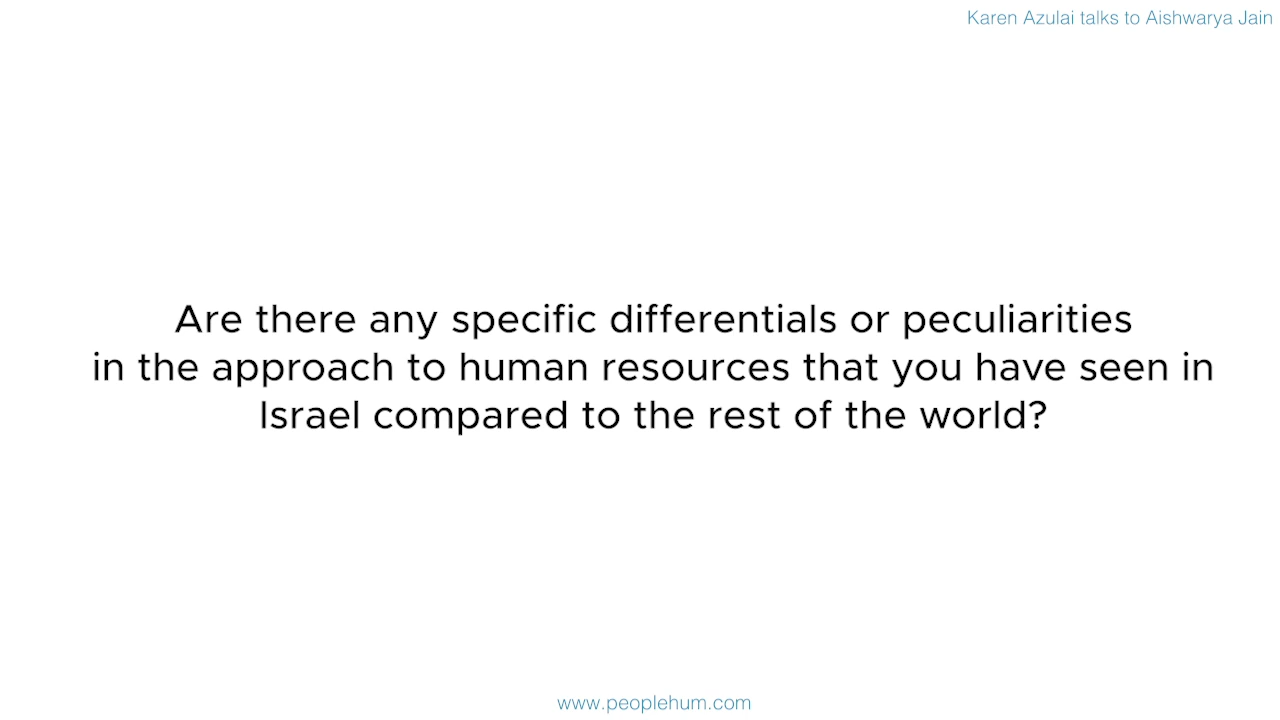 Karen Azulai talks to Aishwarya Jain
Are there any specific differentials or peculiarities
in the approach to human resources that you have seen in
Israel compared to the rest of the world?
www.peoplehum.com